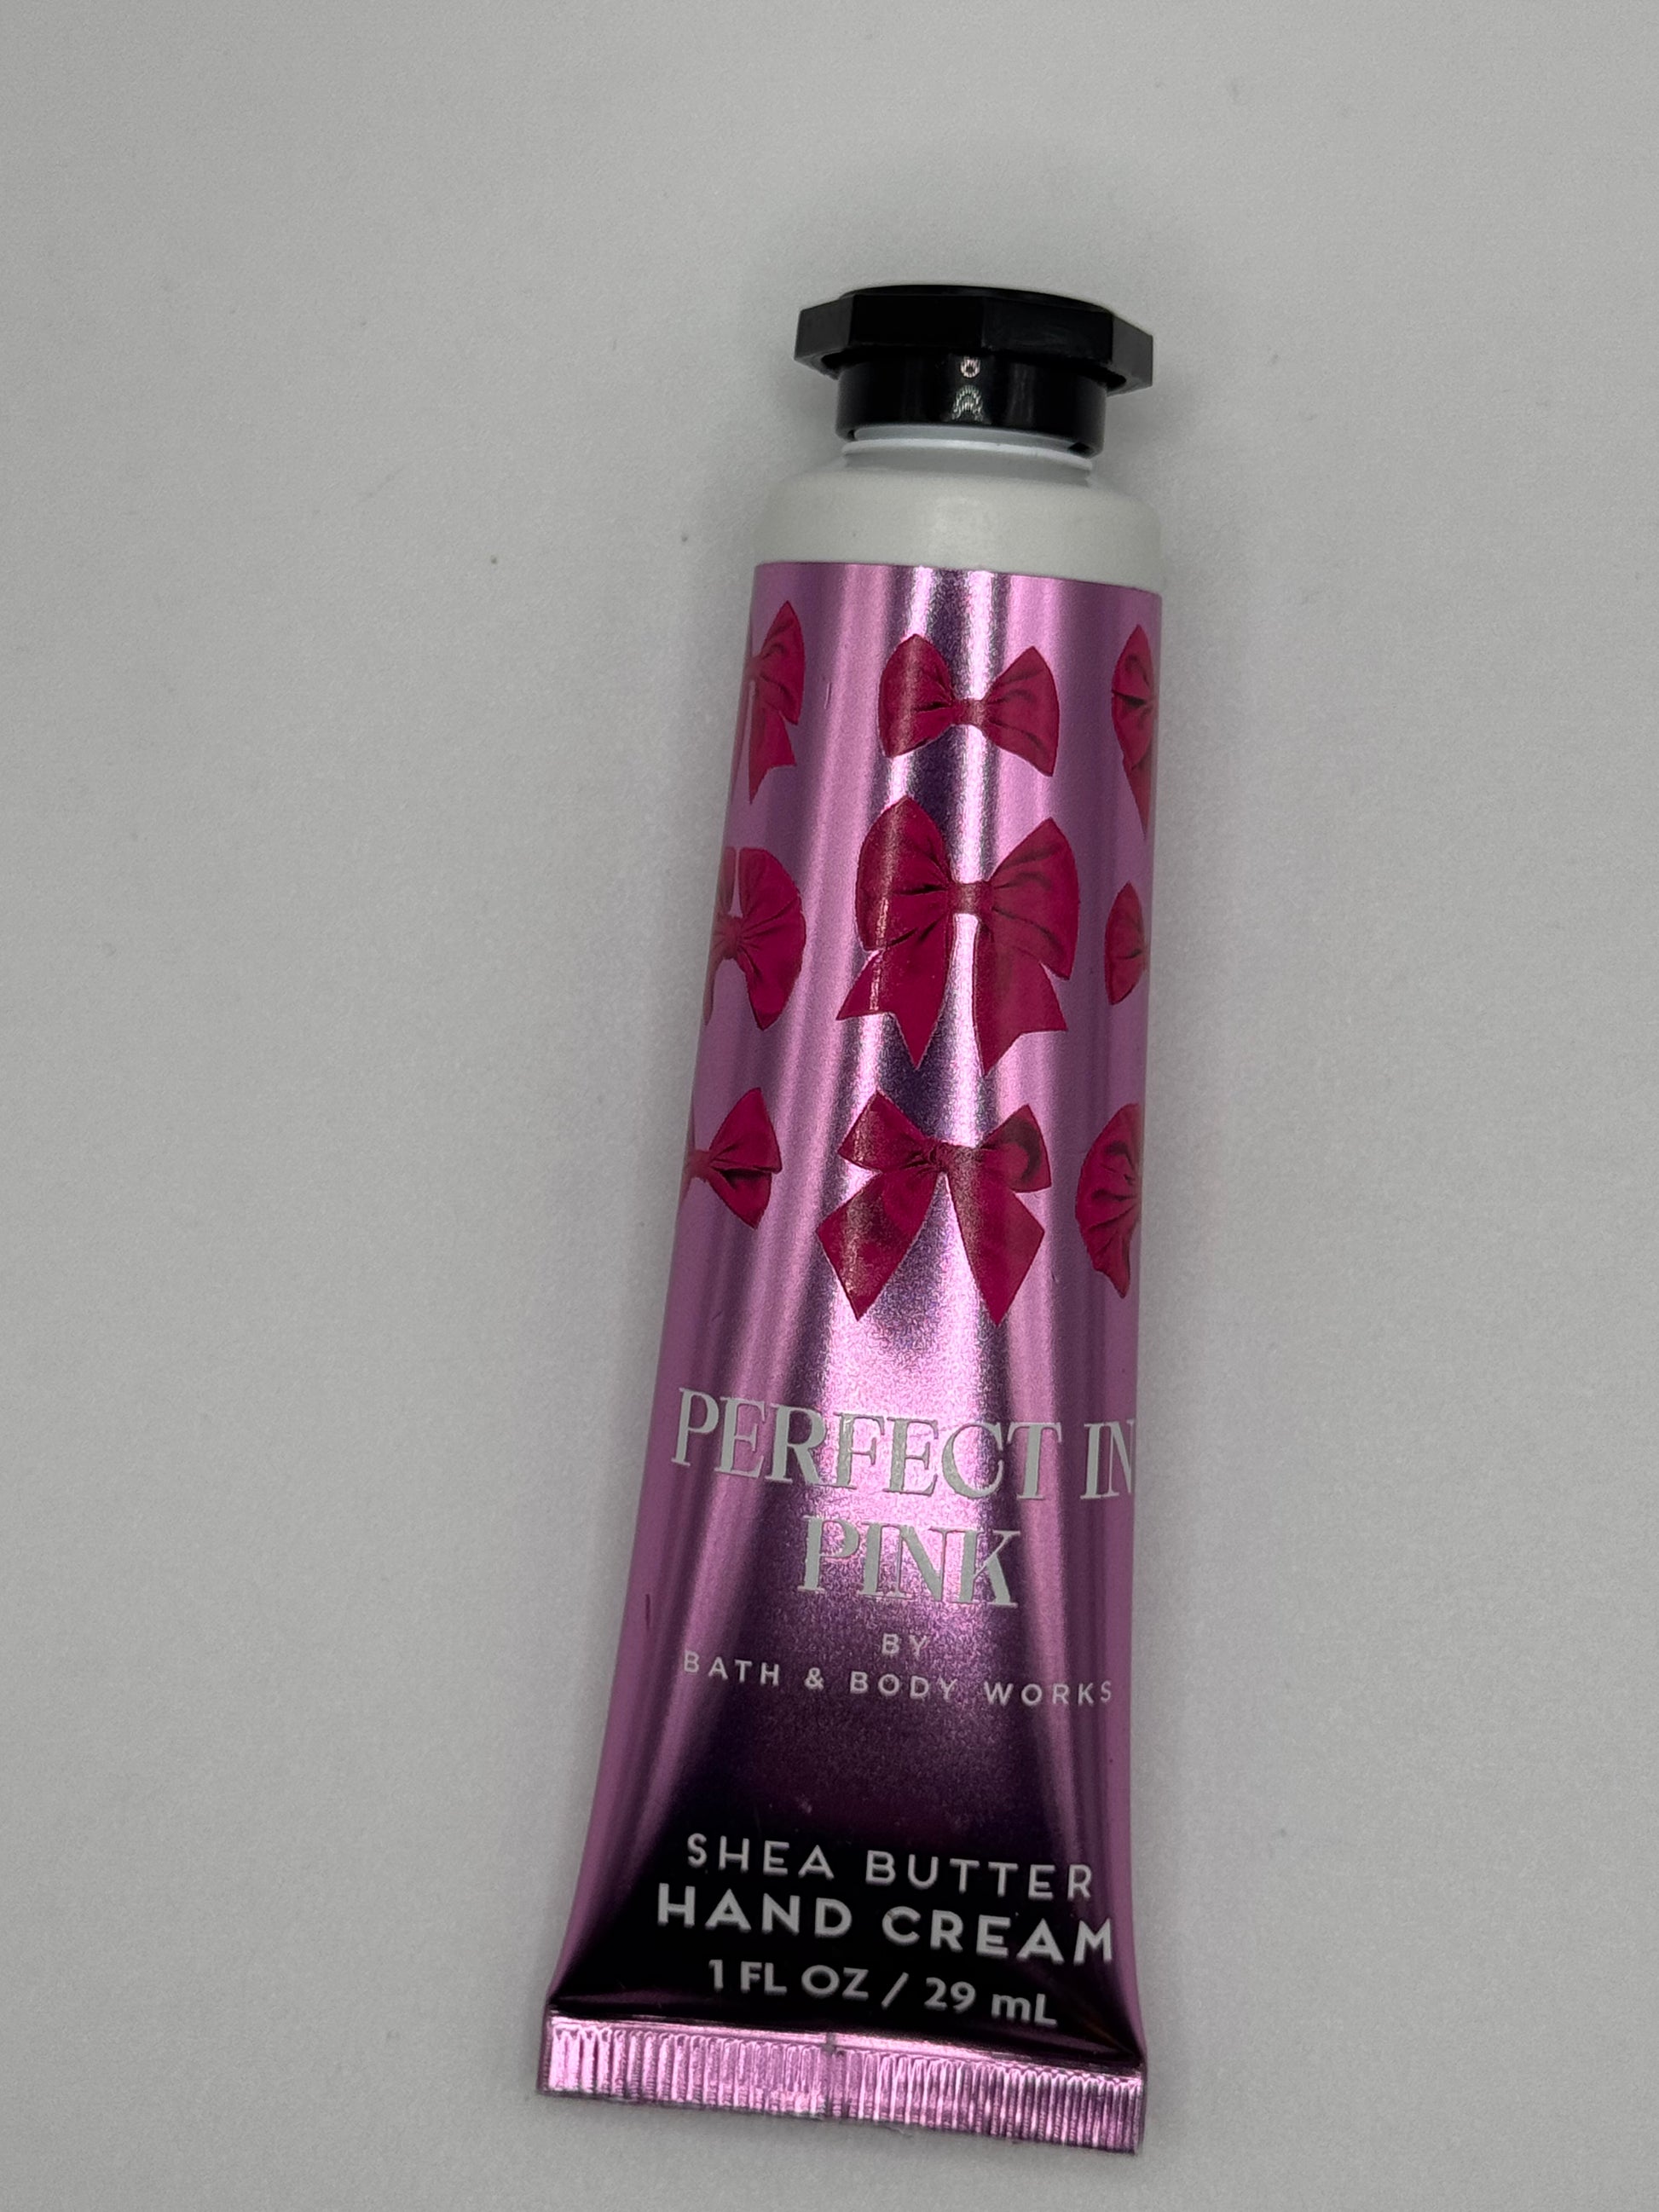 PERFECT IN
PINK
BY
BATH & BODY WORKS
SHEA BUTTER
HAND CREAM
1 FL OZ / 29 mL